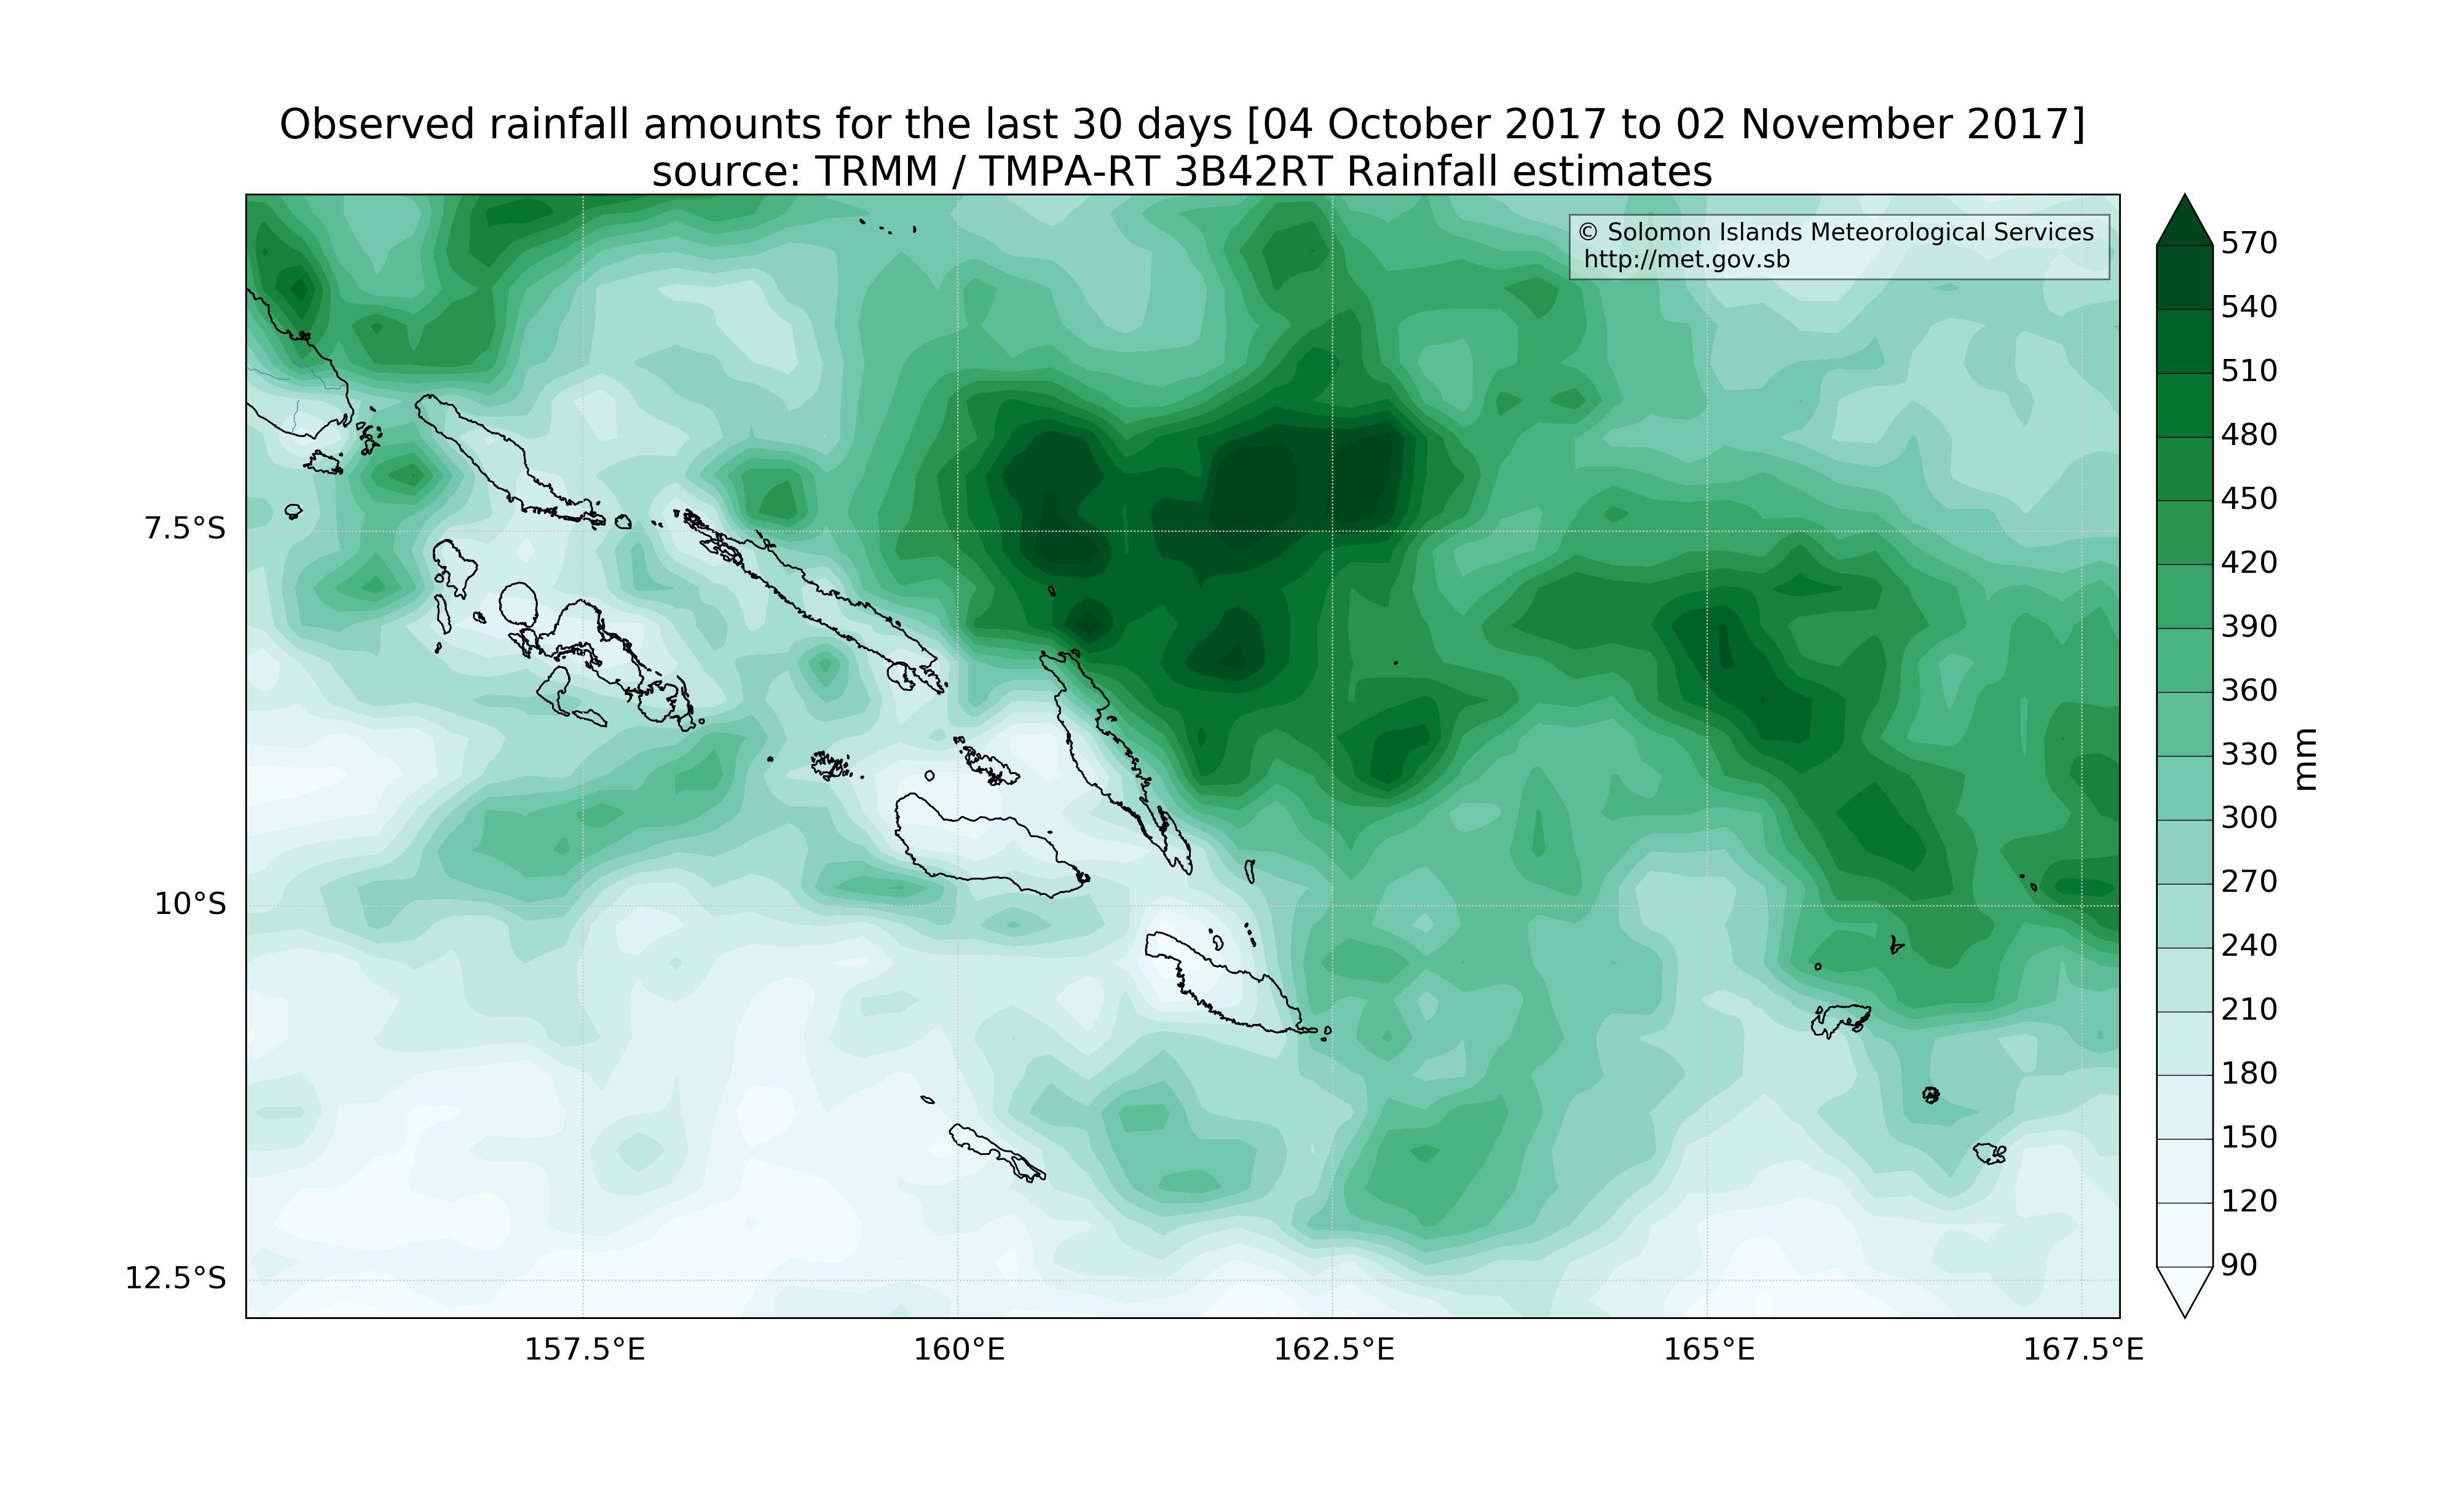 Observed rainfall amounts for the last 30 days [04 October 2017 to 02 November 2017]
source: TRMM / TMPA-RT 3B42RT Rainfall estimates
© Solomon Islands Meteorological Services
http://met.gov.sb
7.5°S
10°S
12.5°S
157.5°E
160°E
162.5°E
165°E
167.5°E
570
540
510
480
450
420
390
360
330
300
270
240
210
180
150
120
90
mm